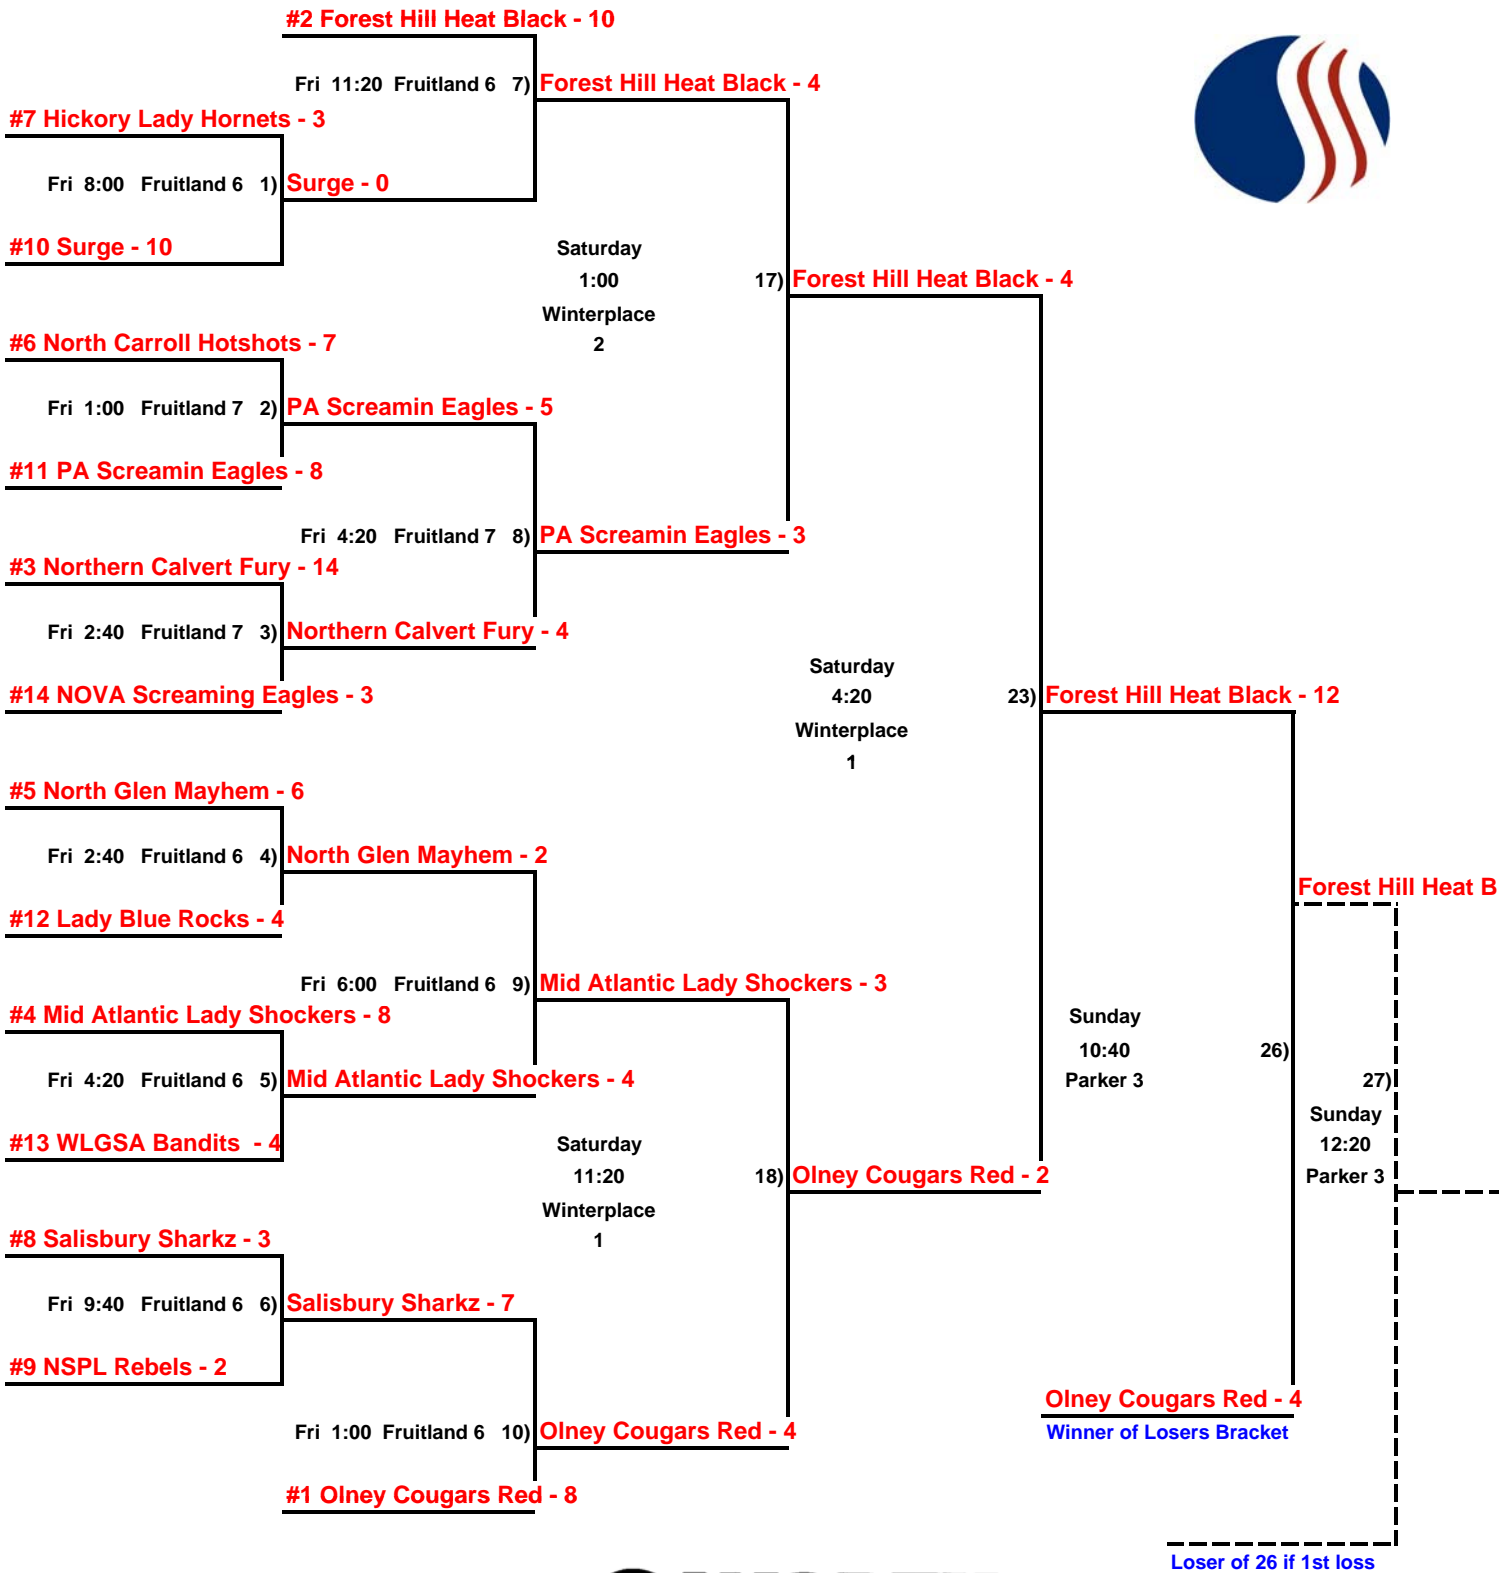 #2 Forest Hill Heat Black - 10
Fri 11:20 Fruitland 6 7) Forest Hill Heat Black - 4
#7 Hickory Lady Hornets - 3
Fri 8:00 Fruitland 6 1) Surge - 0
#10 Surge - 10
Saturday
1:00
17) Forest Hill Heat Black - 4
Winterplace
2
#6 North Carroll Hotshots - 7
Fri 1:00 Fruitland 7 2) PA Screamin Eagles - 5
#11 PA Screamin Eagles - 8
Fri 4:20 Fruitland 7 8) PA Screamin Eagles - 3
#3 Northern Calvert Fury - 14
Fri 2:40 Fruitland 7 3) Northern Calvert Fury - 4
#14 NOVA Screaming Eagles - 3
Saturday
4:20
23) Forest Hill Heat Black - 12
Winterplace
1
#5 North Glen Mayhem - 6
Fri 2:40 Fruitland 6 4) North Glen Mayhem - 2
Forest Hill Heat B
#12 Lady Blue Rocks - 4
Fri 6:00 Fruitland 6 9) Mid Atlantic Lady Shockers - 3
#4 Mid Atlantic Lady Shockers - 8
Sunday
10:40
26)
Parker 3
Fri 4:20 Fruitland 6 5) Mid Atlantic Lady Shockers - 4
27)
Sunday
12:20
Parker 3
#13 WLGSA Bandits - 4
Saturday
11:20
18) Olney Cougars Red - 2
Winterplace
1
#8 Salisbury Sharkz - 3
Fri 9:40 Fruitland 6 6) Salisbury Sharkz - 7
#9 NSPL Rebels - 2
Olney Cougars Red - 4
Winner of Losers Bracket
Fri 1:00 Fruitland 6 10) Olney Cougars Red - 4
#1 Olney Cougars Red - 8
Loser of 26 if 1st loss